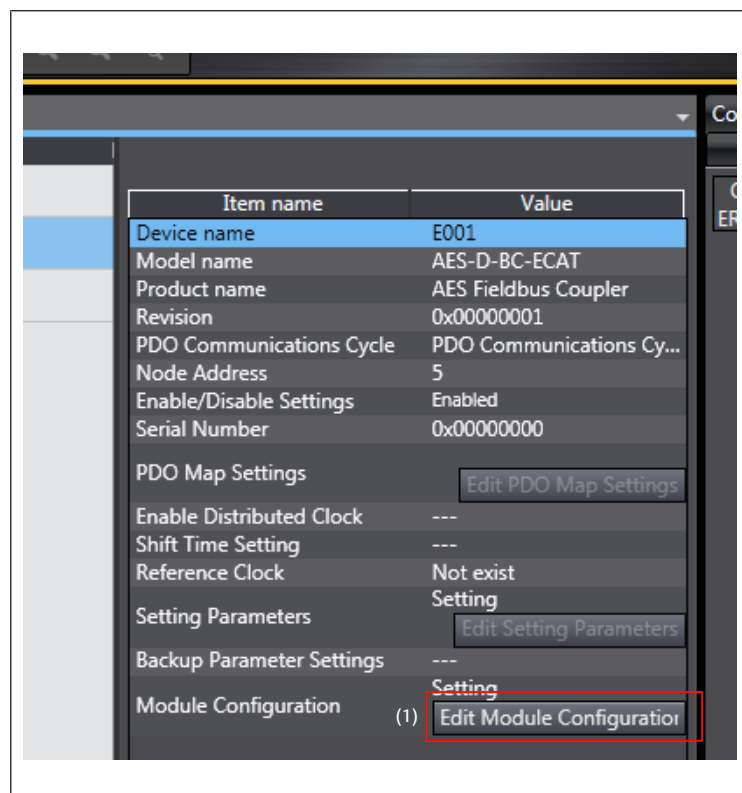 Co
Item name Value
Device name E001
ER
Model name AES-D-BC-ECAT
Product name AES Fieldbus Coupler
Revision 0x00000001
PDO Communications Cycle PDO Communications Cy...
Node Address 5
Enable/Disable Settings Enabled
Serial Number 0x00000000
PDO Map Settings Edit PDO Map Settings
Enable Distributed Clock ---
Shift Time Setting ---
Reference Clock Not exist
Setting
Setting Parameters Edit Setting Parameters
Backup Parameter Settings ---
Setting
Module Configuration (1) Edit Module Configuration